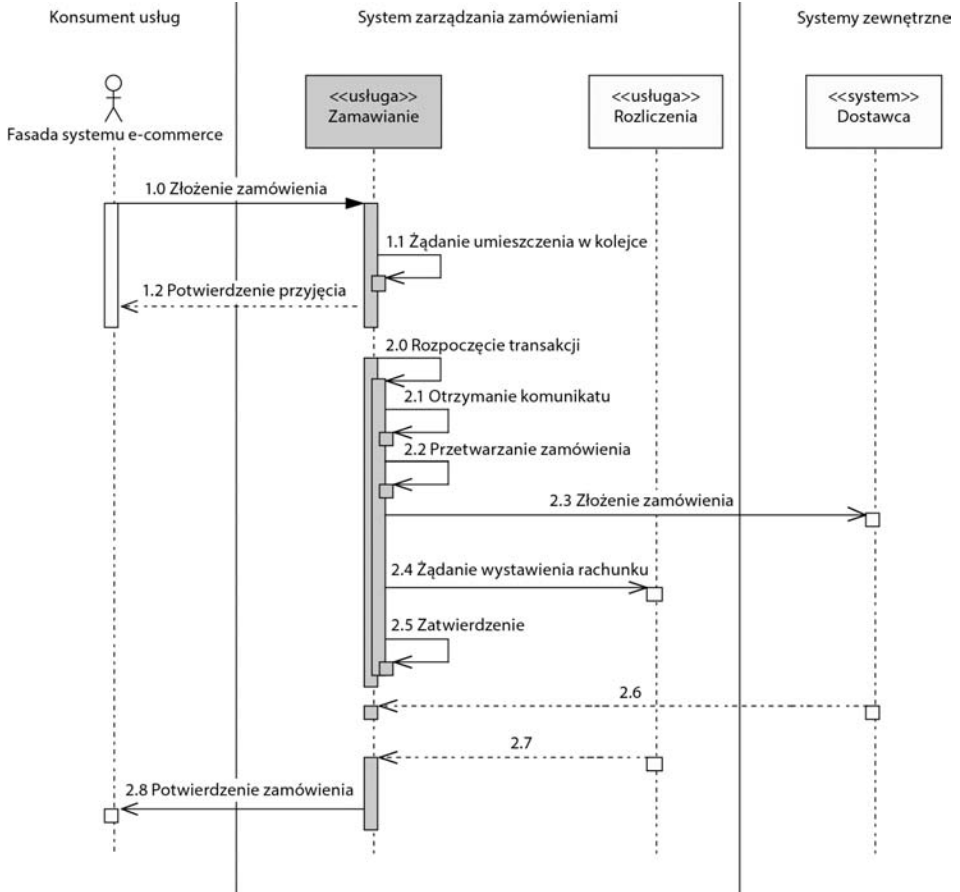 Konsument usług
System zarządzania zamówieniami
Systemy zewnętrzne
<<usługa>>
Zamawianie
<<usługa>>
Rozliczenia
<<system>>
Dostawca
Fasada systemu e-commerce
1.0 Złożenie zamówienia
1.1 Żądanie umieszczenia w kolejce
1.2 Potwierdzenie przyjęcia
2.0 Rozpoczęcie transakcji
2.1 Otrzymanie komunikatu
2.2 Przetwarzanie zamówienia
2.3 Złożenie zamówienia
2.4 Żądanie wystawienia rachunku
2.5 Zatwierdzenie
2.6
2.7
2.8 Potwierdzenie zamówienia